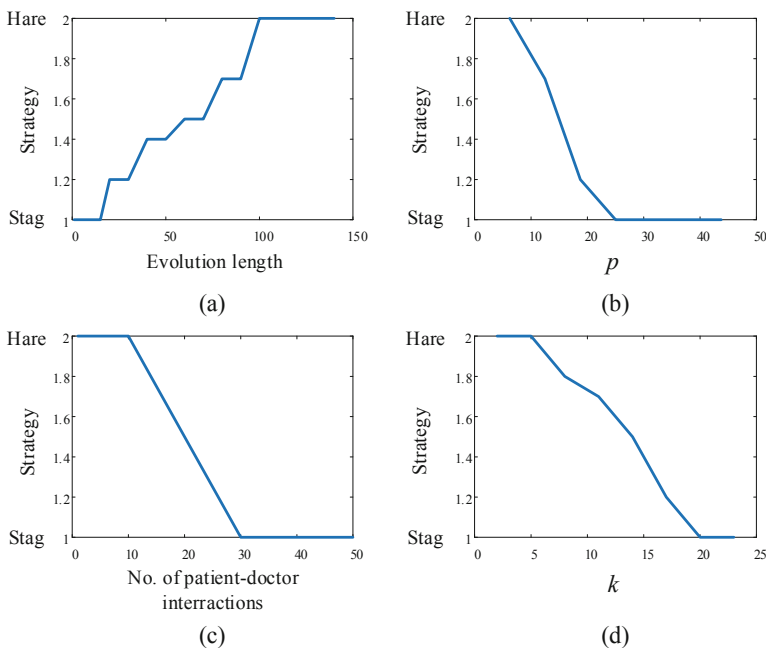 Hare 2
1.8
1.6
Strategy
1.4
1.2
Stag 1
0 50 100 150
Evolution length
(a)
Hare 2
1.8
1.6
Strategy
1.4
1.2
Stag 1
0 10 20 30 40 50
p
(b)
Hare 2
1.8
1.6
Strategy
1.4
1.2
Stag 1
0 10 20 30 40 50
No. of patient-doctor
interractions
(c)
Hare 2
1.8
1.6
Strategy
1.4
1.2
Stag 1
0 5 10 15 20 25
k
(d)